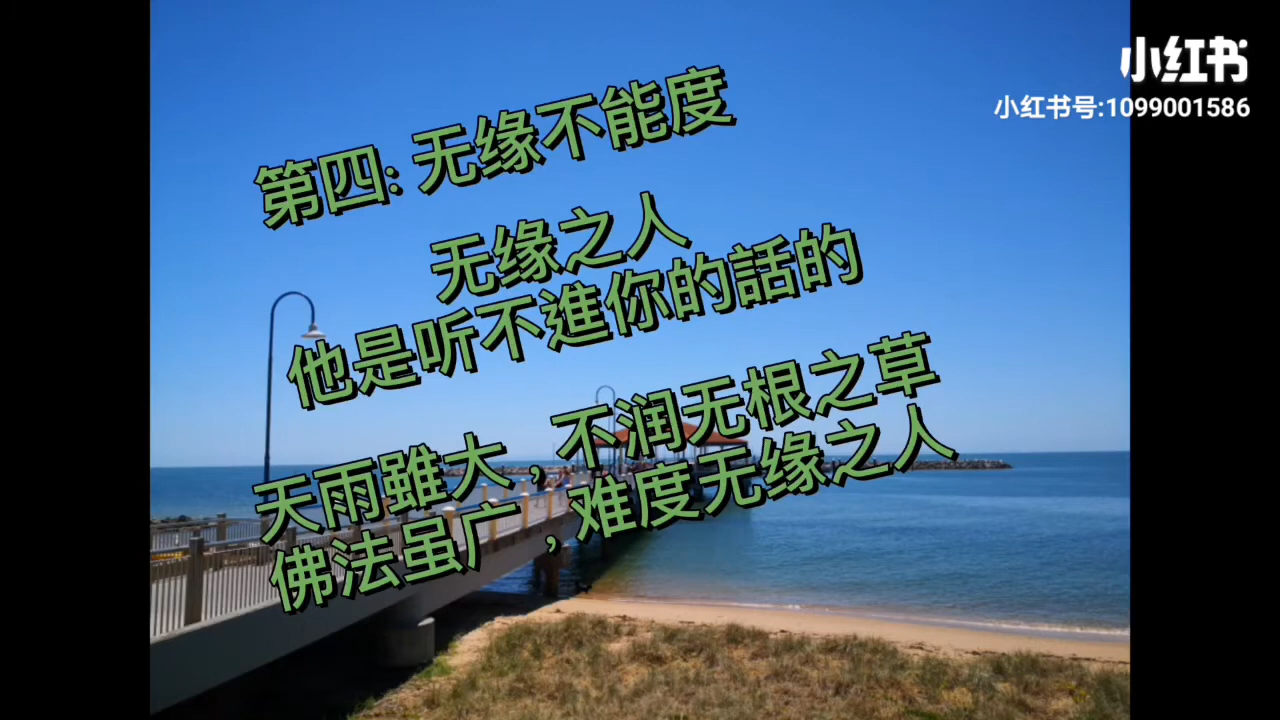 小红书
小红书号:1099001586
第四: 无缘不能度
无缘之人
他是听不進你的話的
天雨雖大 , 不润无根之草
佛法虽广 , 难度无缘之人